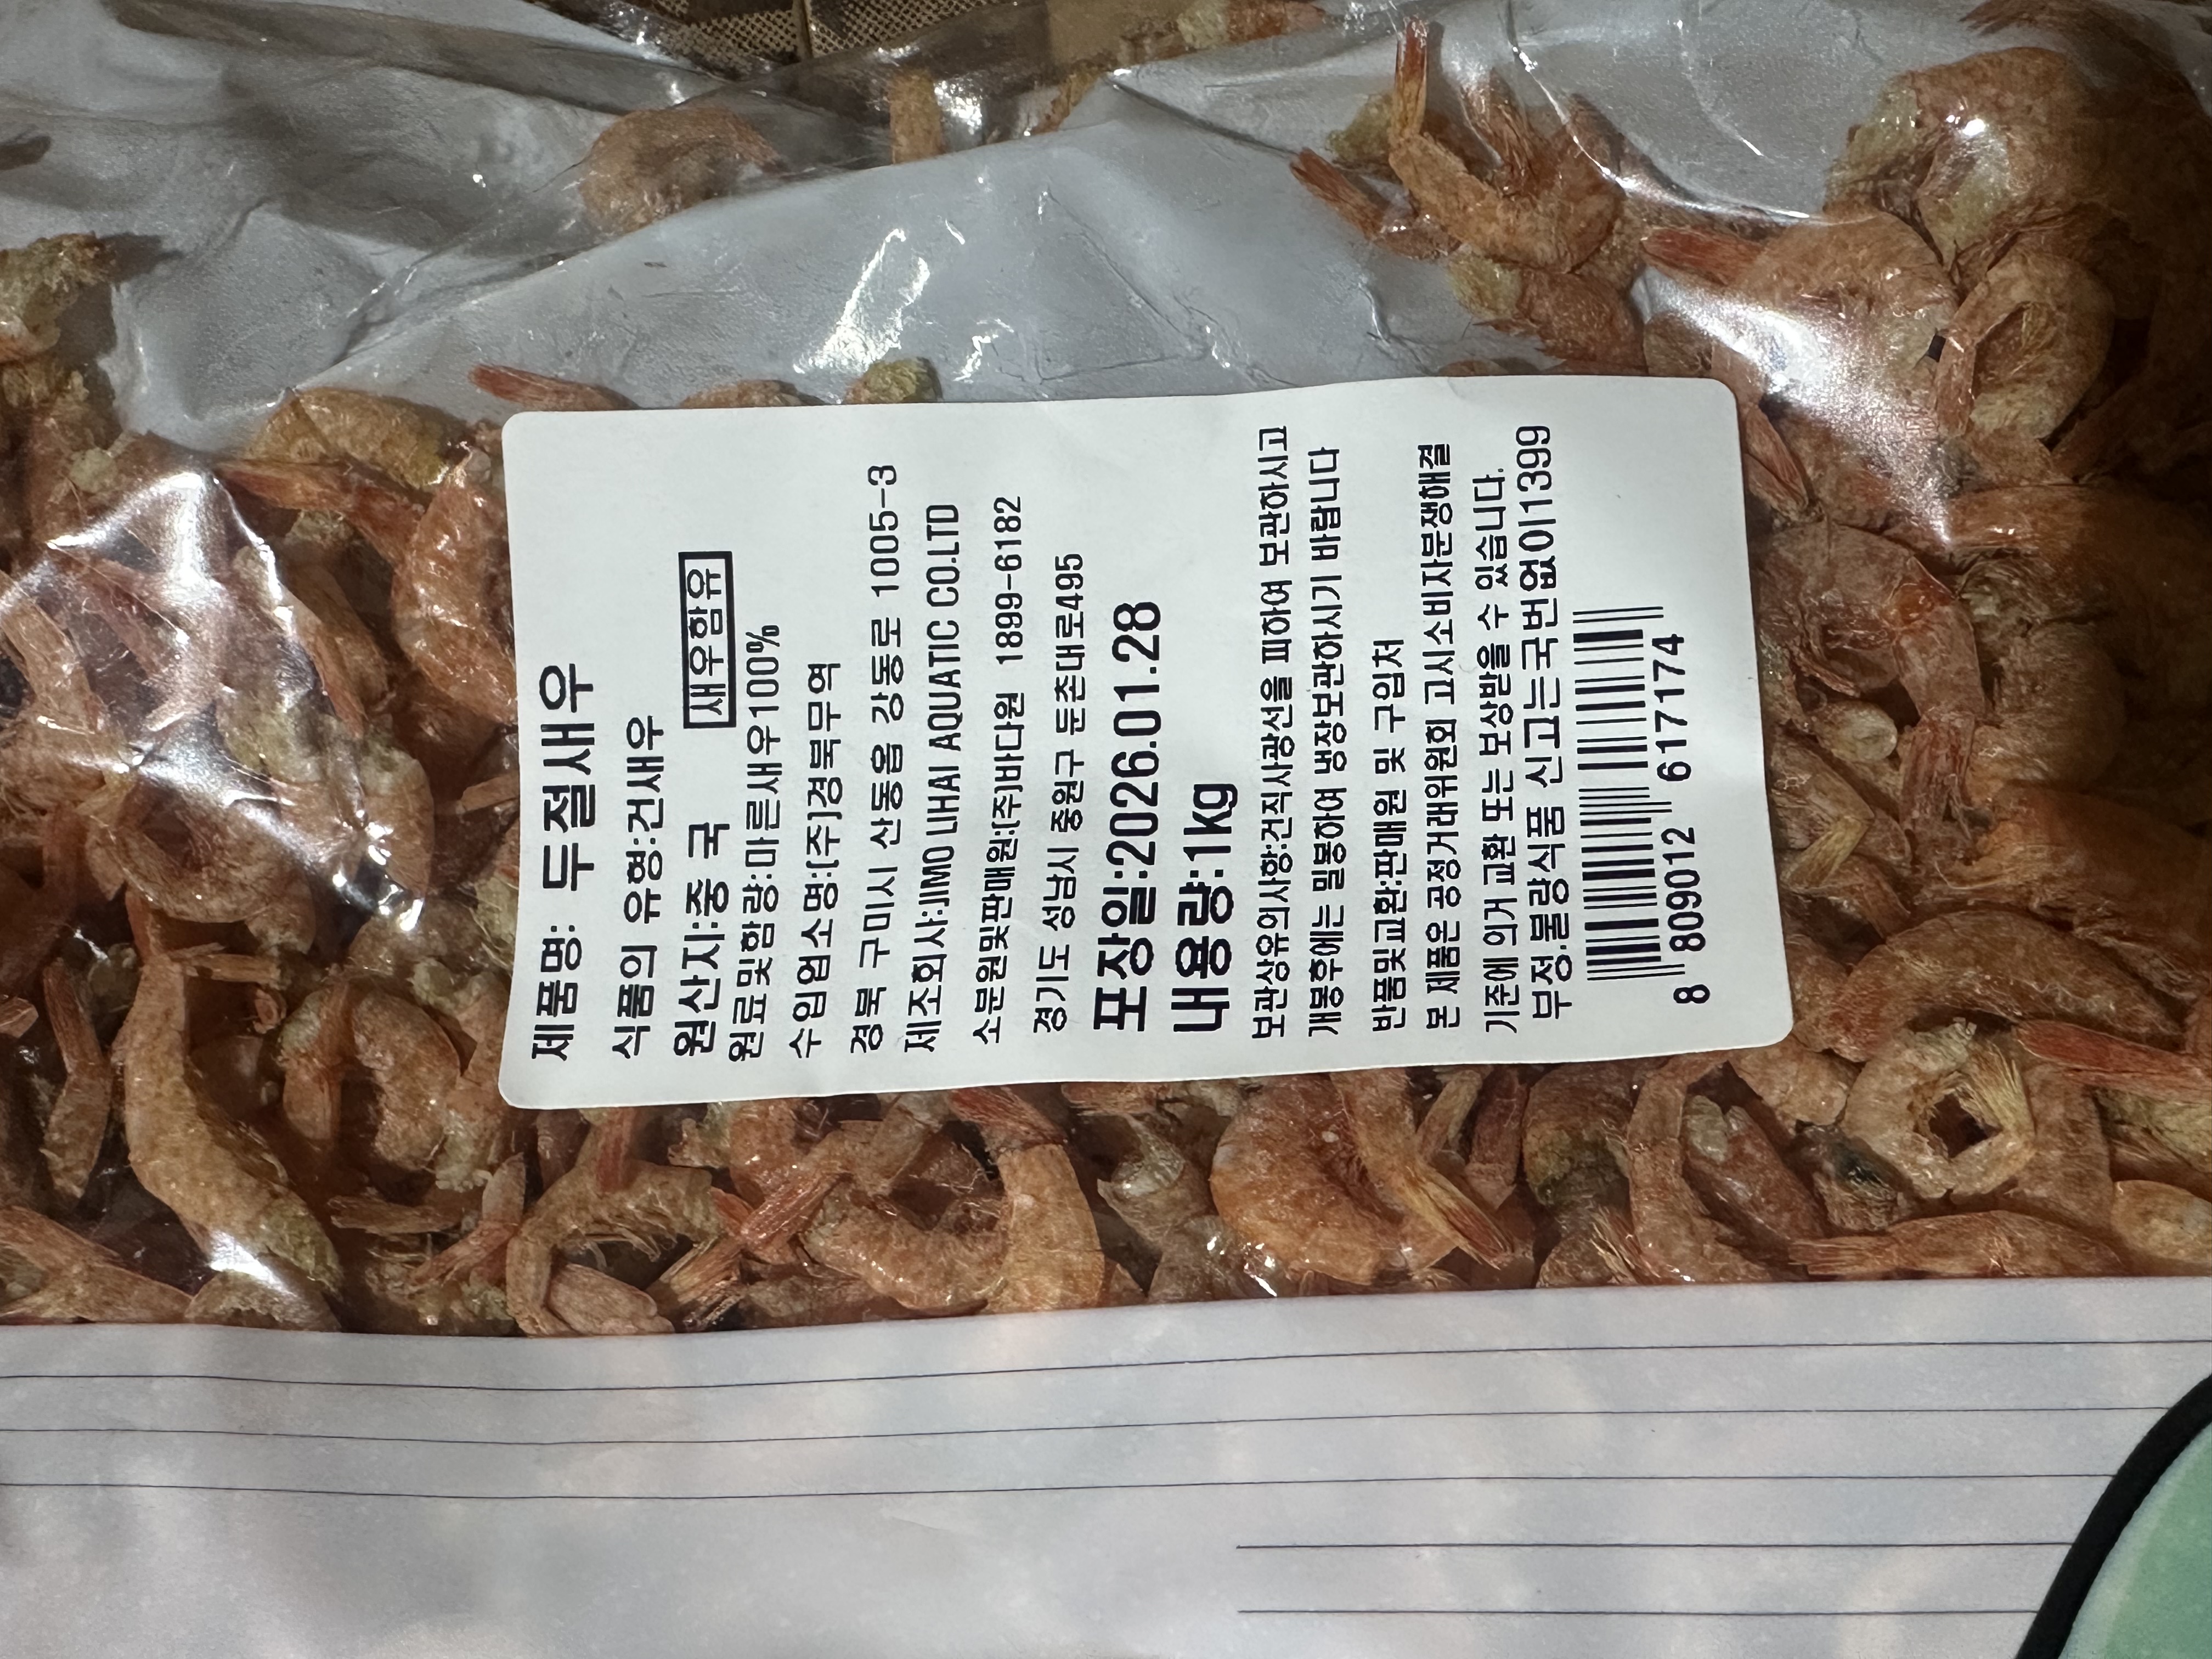 제품명: 두절새우
식품의 유형:건새우
원산지:중 국 새우함유
원료및함량:마른새우100%
수입업소명:(주)경북무역
경북 구미시 산동읍 강동로 1005-3
제조회사:JIMO LIHAI AQUATIC CO.LTD
소분원및판매원:(주)바다원 1899-6182
경기도 성남시 중원구 둔촌대로495
포장일:2026.01.28
내용량:1kg
보관상유의사항:건직사광선을 피하여 보관하시고
개봉후에는 밀봉하여 냉장보관하시기 바랍니다
반품및교환:판매원 및 구입처
본 제품은 공정거래위원회 고시소비자분쟁해결
기준에 의거 교환 또는 보상받을 수 있습니다.
부정.불량식품 신고는국번없이1399
8 809012 617174